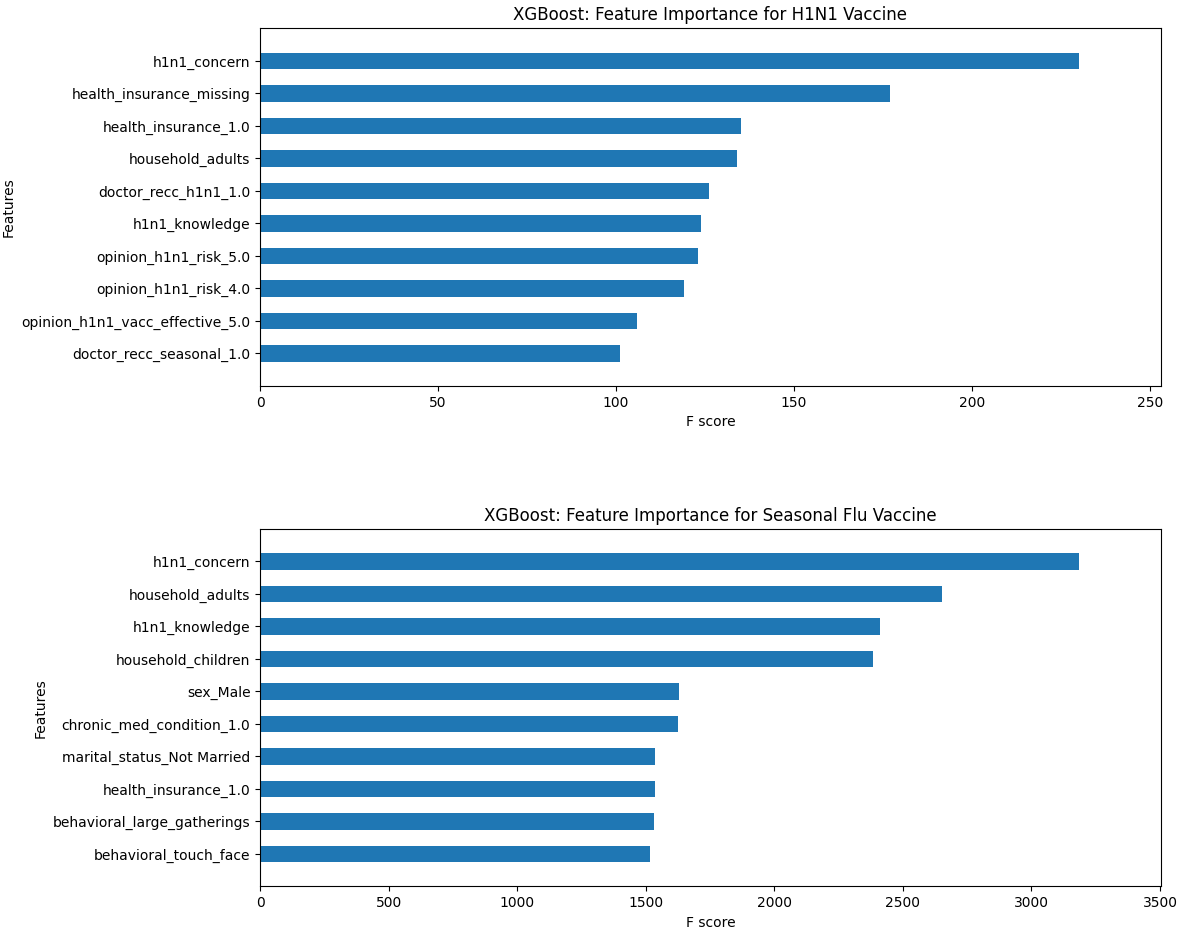 XGBoost: Feature Importance for H1N1 Vaccine
Features
h1n1_concern
health_insurance_missing
health_insurance_1.0
household_adults
doctor_recc_h1n1_1.0
h1n1_knowledge
opinion_h1n1_risk_5.0
opinion_h1n1_risk_4.0
opinion_h1n1_vacc_effective_5.0
doctor_recc_seasonal_1.0
0 50 100 150 200 250
F score
XGBoost: Feature Importance for Seasonal Flu Vaccine
Features
h1n1_concern
household_adults
h1n1_knowledge
household_children
sex_Male
chronic_med_condition_1.0
marital_status_Not Married
health_insurance_1.0
behavioral_large_gatherings
behavioral_touch_face
0 500 1000 1500 2000 2500 3000 3500
F score